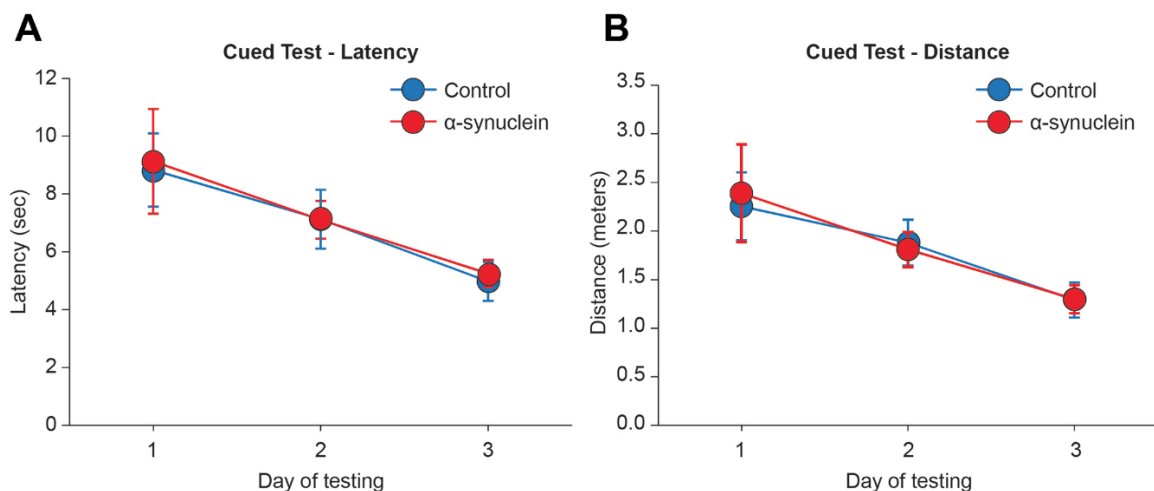 A
Cued Test - Latency
Control
α-synuclein
12
10
8
6
4
2
0
Latency (sec)
1
2
3
Day of testing
B
Cued Test - Distance
Control
α-synuclein
3.5
3.0
2.5
2.0
1.5
1.0
0.5
0.0
Distance (meters)
1
2
3
Day of testing